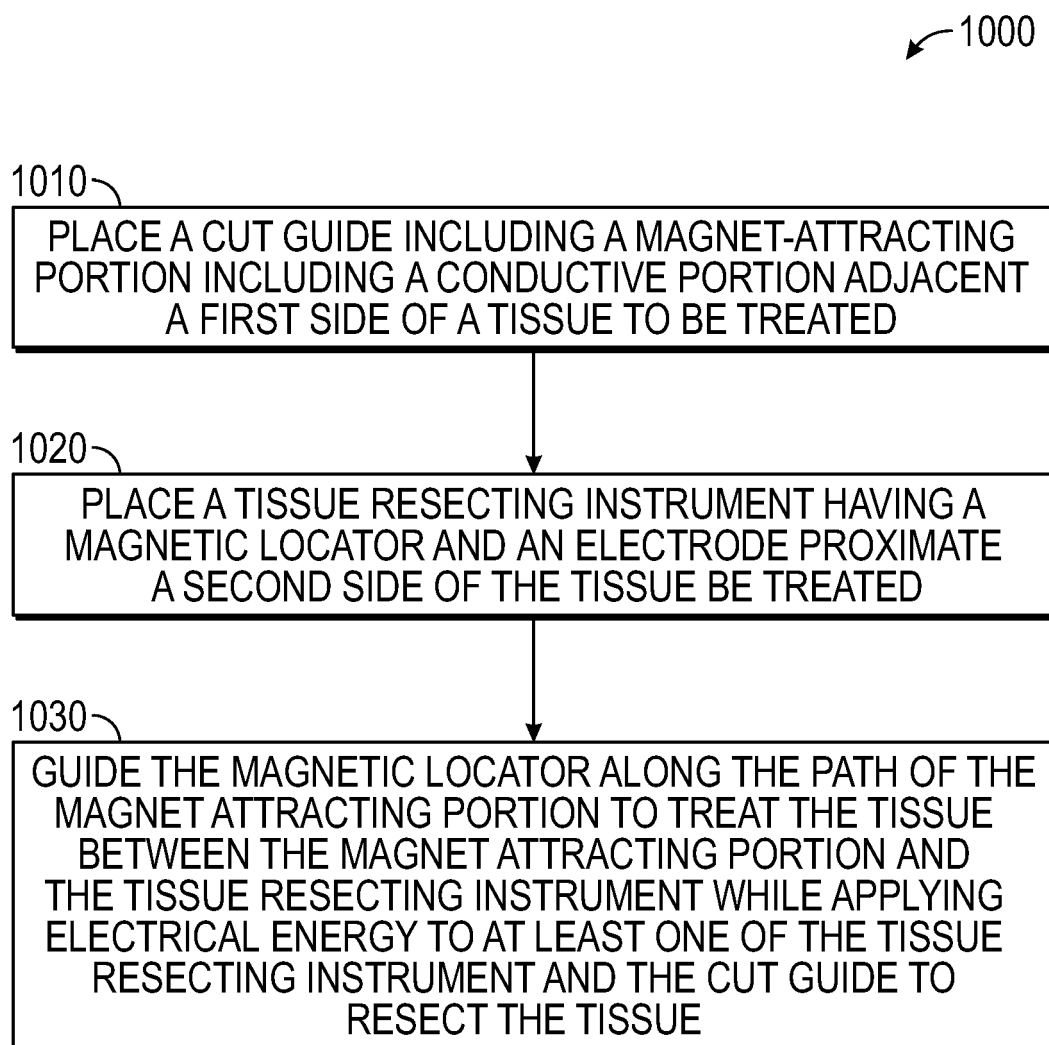 1000
1010
PLACE A CUT GUIDE INCLUDING A MAGNET-ATTRACTING
PORTION INCLUDING A CONDUCTIVE PORTION ADJACENT
A FIRST SIDE OF A TISSUE TO BE TREATED
1020
PLACE A TISSUE RESECTING INSTRUMENT HAVING A
MAGNETIC LOCATOR AND AN ELECTRODE PROXIMATE
A SECOND SIDE OF THE TISSUE BE TREATED
1030
GUIDE THE MAGNETIC LOCATOR ALONG THE PATH OF THE
MAGNET ATTRACTING PORTION TO TREAT THE TISSUE
BETWEEN THE MAGNET ATTRACTING PORTION AND
THE TISSUE RESECTING INSTRUMENT WHILE APPLYING
ELECTRICAL ENERGY TO AT LEAST ONE OF THE TISSUE
RESECTING INSTRUMENT AND THE CUT GUIDE TO
RESECT THE TISSUE